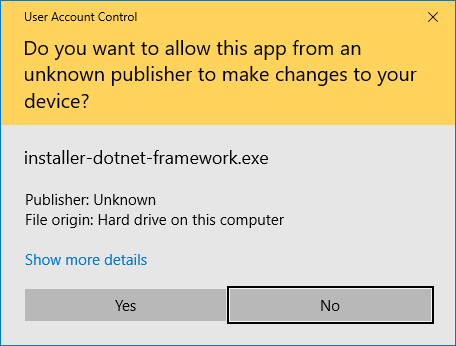 User Account Control
Do you want to allow this app from an
unknown publisher to make changes to your
device?
installer-dotnet-framework.exe
Publisher: Unknown
File origin: Hard drive on this computer
Show more details
Yes
No